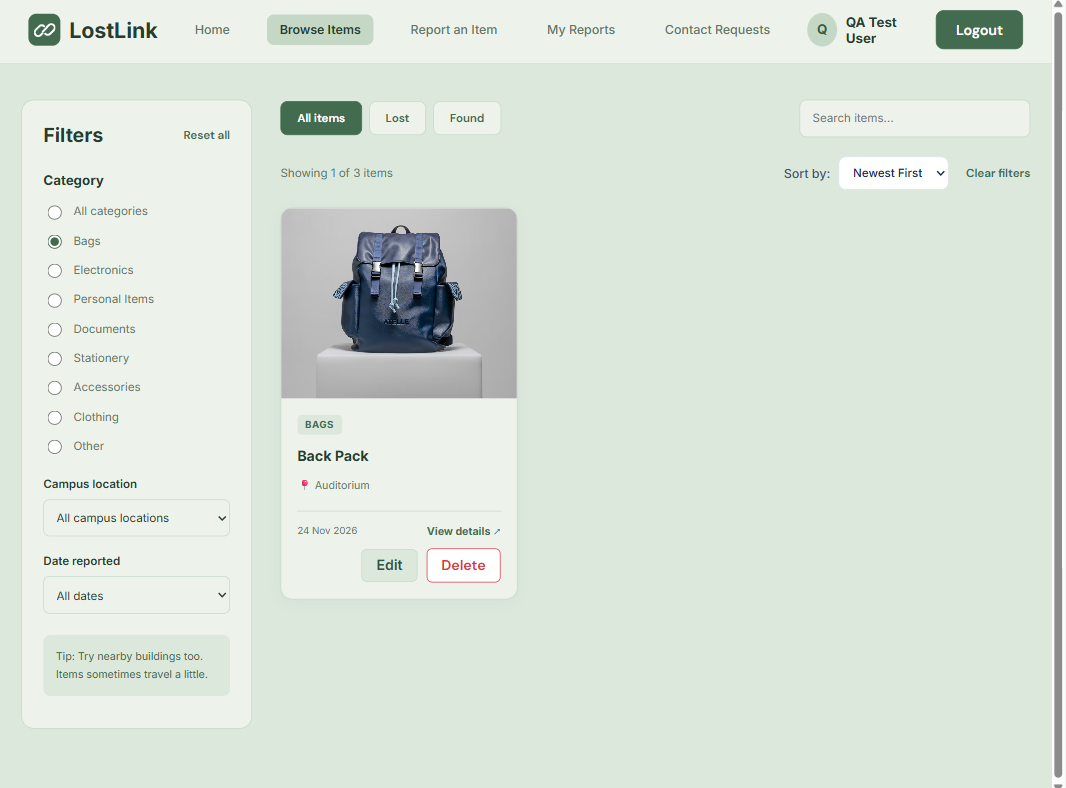 LostLink
Home
Browse Items
Report an Item
My Reports
Contact Requests
Q
QA Test
User
Logout
Filters
Reset all
Category
All categories
Bags
Electronics
Personal Items
Documents
Stationery
Accessories
Clothing
Other
Campus location
All campus locations
Date reported
All dates
Tip: Try nearby buildings too.
Items sometimes travel a little.
All items
Lost
Found
Search items...
Showing 1 of 3 items
Sort by:
Newest First
Clear filters
BAGS
Back Pack
Auditorium
24 Nov 2026
View details ↗
Edit
Delete